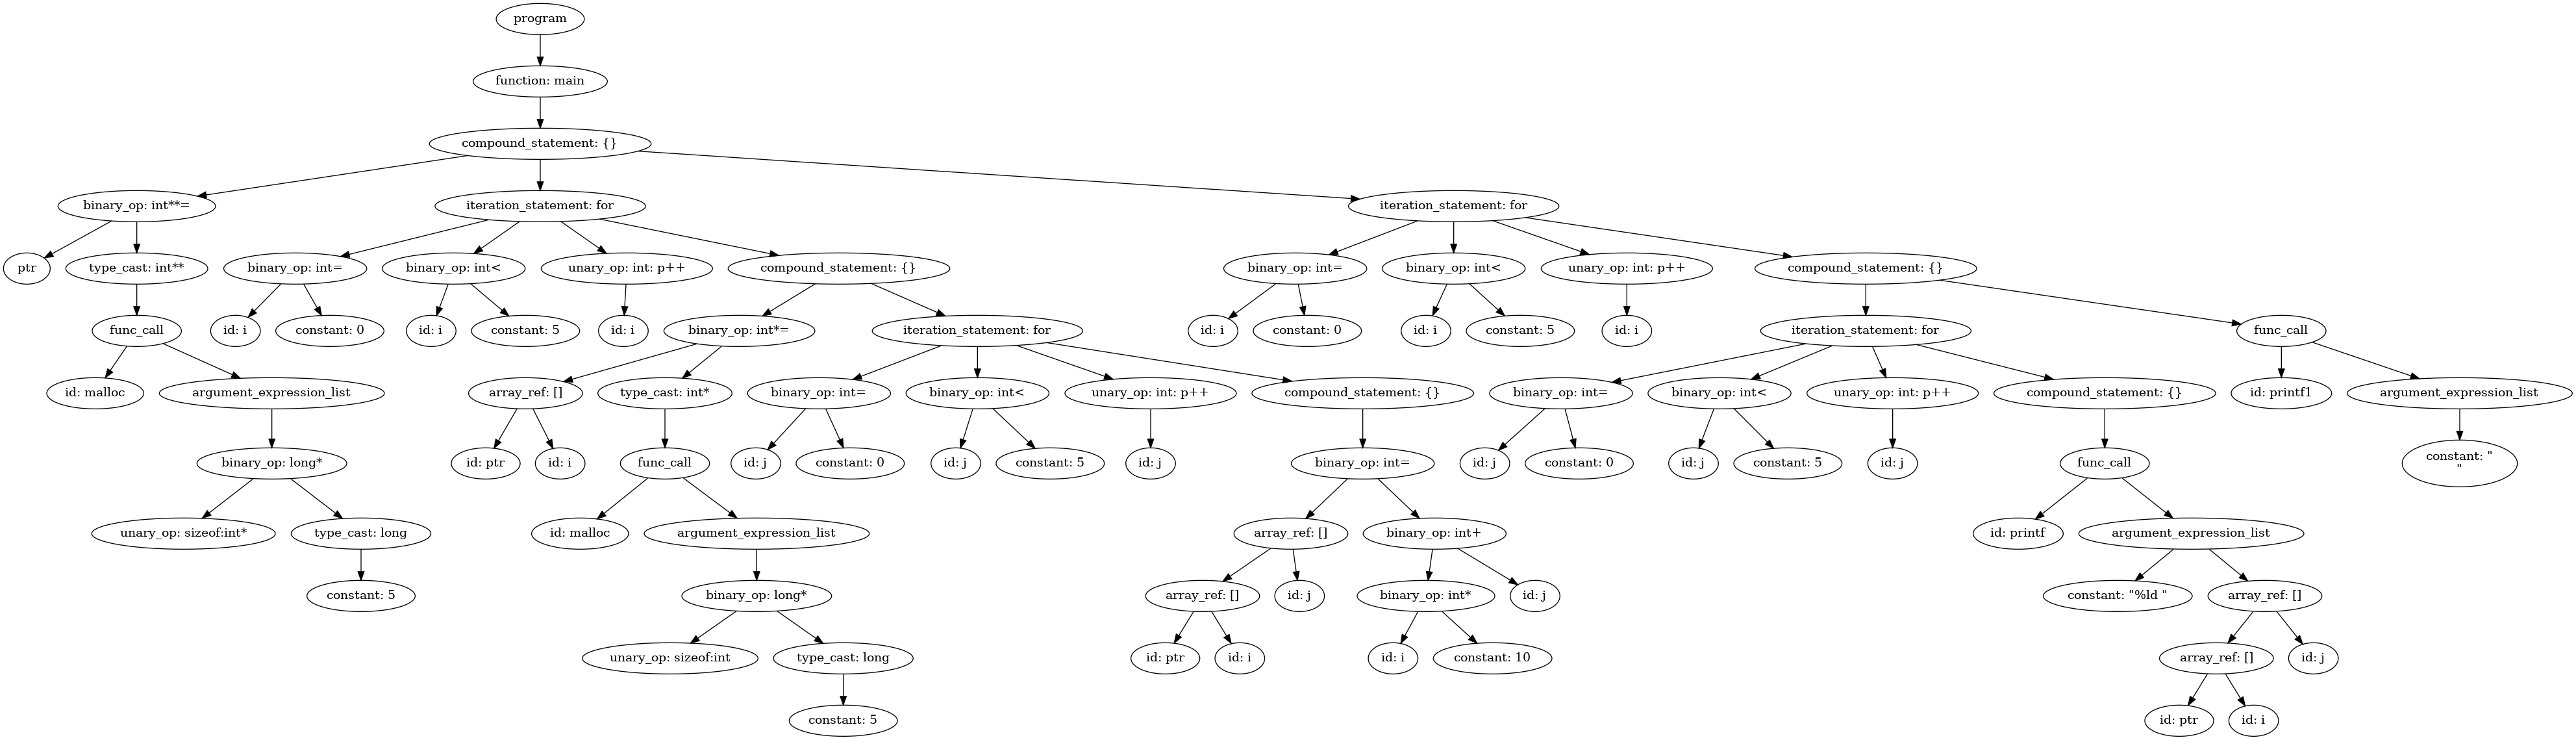 program
function: main
compound_statement: {}
binary_op: int**=
iteration_statement: for
iteration_statement: for
ptr
type_cast: int**
binary_op: int=
binary_op: int<
unary_op: int: p++
compound_statement: {}
binary_op: int=
binary_op: int<
unary_op: int: p++
compound_statement: {}
func_call
id: i
constant: 0
id: i
constant: 5
id: i
binary_op: int*=
iteration_statement: for
id: i
constant: 0
id: i
constant: 5
id: i
iteration_statement: for
func_call
id: malloc
argument_expression_list
array_ref: []
type_cast: int*
binary_op: int=
binary_op: int<
unary_op: int: p++
compound_statement: {}
binary_op: int=
binary_op: int<
unary_op: int: p++
compound_statement: {}
id: printf1
argument_expression_list
binary_op: long*
id: ptr
id: i
func_call
id: j
constant: 0
id: j
constant: 5
id: j
binary_op: int=
id: j
constant: 0
id: j
constant: 5
id: j
func_call
constant: "
"
unary_op: sizeof:int*
type_cast: long
id: malloc
argument_expression_list
array_ref: []
binary_op: int+
id: printf
argument_expression_list
constant: 5
binary_op: long*
array_ref: []
id: j
binary_op: int*
id: j
constant: "%ld "
array_ref: []
unary_op: sizeof:int
type_cast: long
id: ptr
id: i
id: i
constant: 10
array_ref: []
id: j
constant: 5
id: ptr
id: i